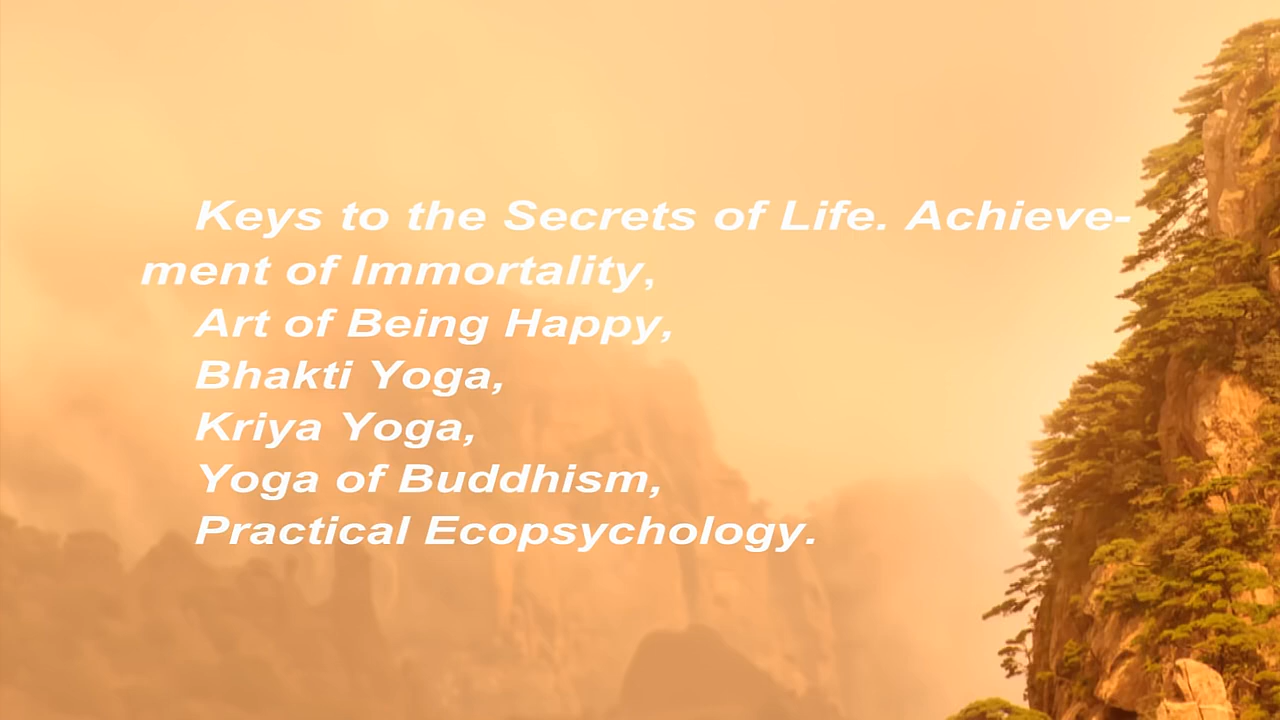 Keys to the Secrets of Life. Achieve-
ment of Immortality,
Art of Being Happy,
Bhakti Yoga,
Kriya Yoga,
Yoga of Buddhism,
Practical Ecopsychology.